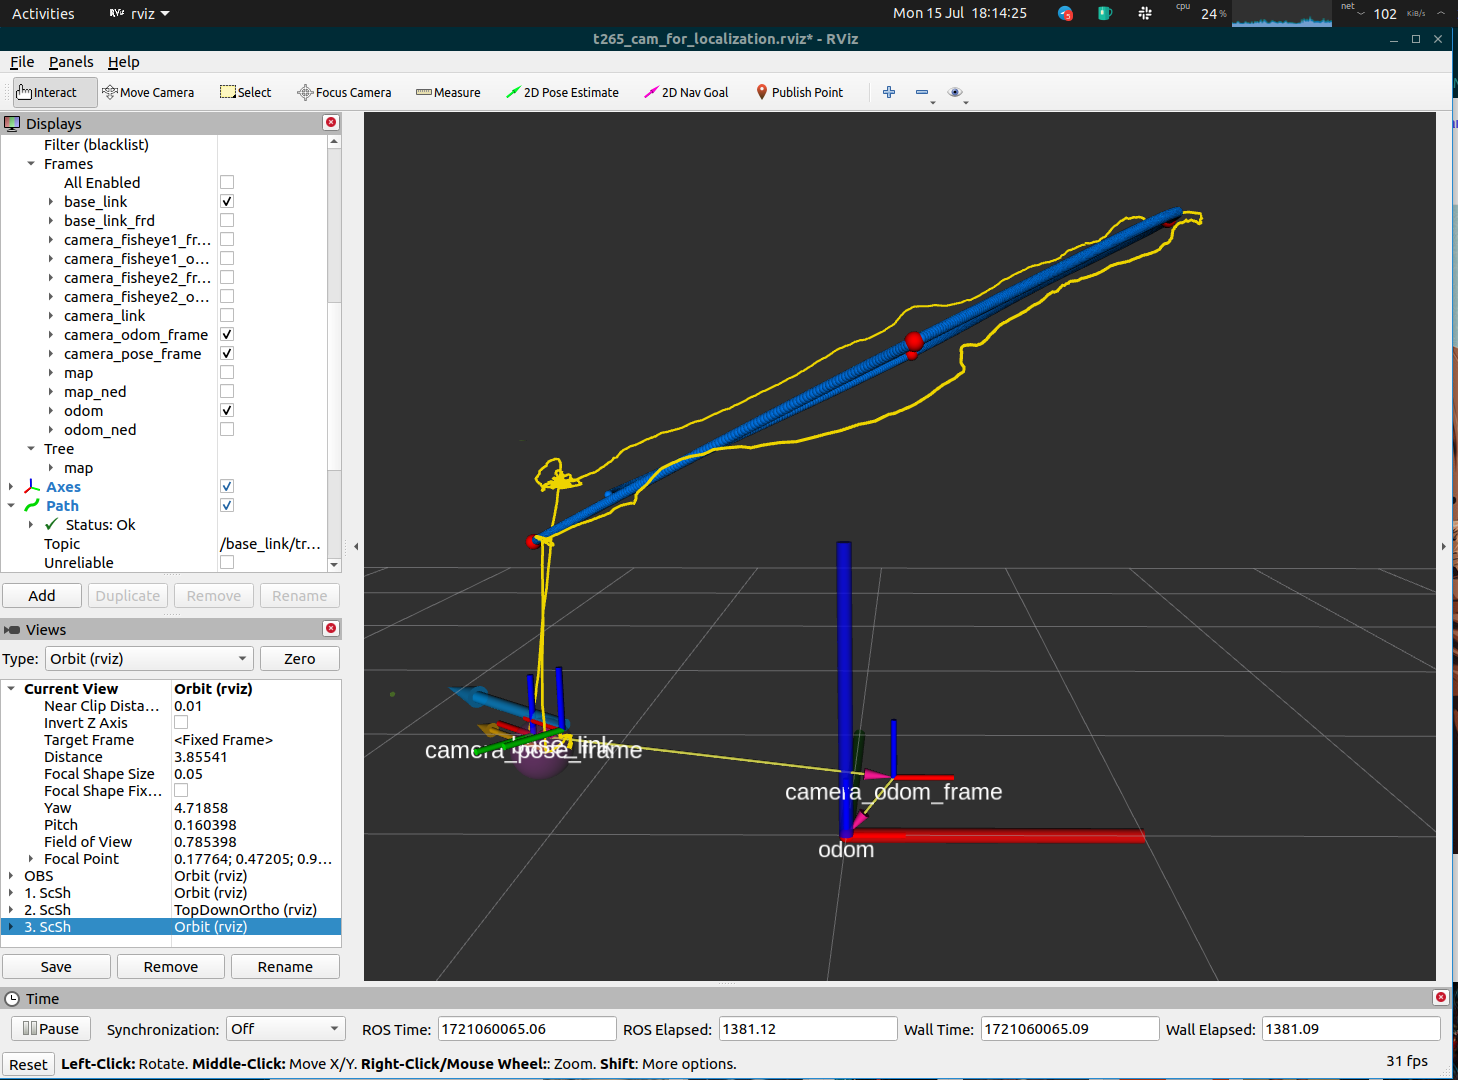 Activities RViz rviz Mon 15 Jul 18:14:25 5 cpu 24 % net 102 KiB/s
t265_cam_for_localization.rviz* - RViz
File Panels Help
Interact Move Camera Select Focus Camera Measure 2D Pose Estimate 2D Nav Goal Publish Point
Displays
Filter (blacklist)
Frames
All Enabled
base_link
base_link_frd
camera_fisheye1_fr...
camera_fisheye1_o...
camera_fisheye2_fr...
camera_fisheye2_o...
camera_link
camera_odom_frame
camera_pose_frame
map
map_ned
odom
odom_ned
Tree
map
Axes
Path
Status: Ok
Topic /base_link/tr...
Unreliable
Add Duplicate Remove Rename
Views
Type: Orbit (rviz) Zero
Current View Orbit (rviz)
Near Clip Dista... 0.01
Invert Z Axis
Target Frame <Fixed Frame>
Distance 3.85541
Focal Shape Size 0.05
Focal Shape Fix...
Yaw 4.71858
Pitch 0.160398
Field of View 0.785398
Focal Point 0.17764; 0.47205; 0.9...
OBS Orbit (rviz)
1. ScSh Orbit (rviz)
2. ScSh TopDownOrtho (rviz)
3. ScSh Orbit (rviz)
Save Remove Rename
base_link
camera_pose_frame
camera_odom_frame
odom
Time
Pause Synchronization: Off ROS Time: 1721060065.06 ROS Elapsed: 1381.12 Wall Time: 1721060065.09 Wall Elapsed: 1381.09
Reset Left-Click: Rotate. Middle-Click: Move X/Y. Right-Click/Mouse Wheel:: Zoom. Shift: More options. 31 fps